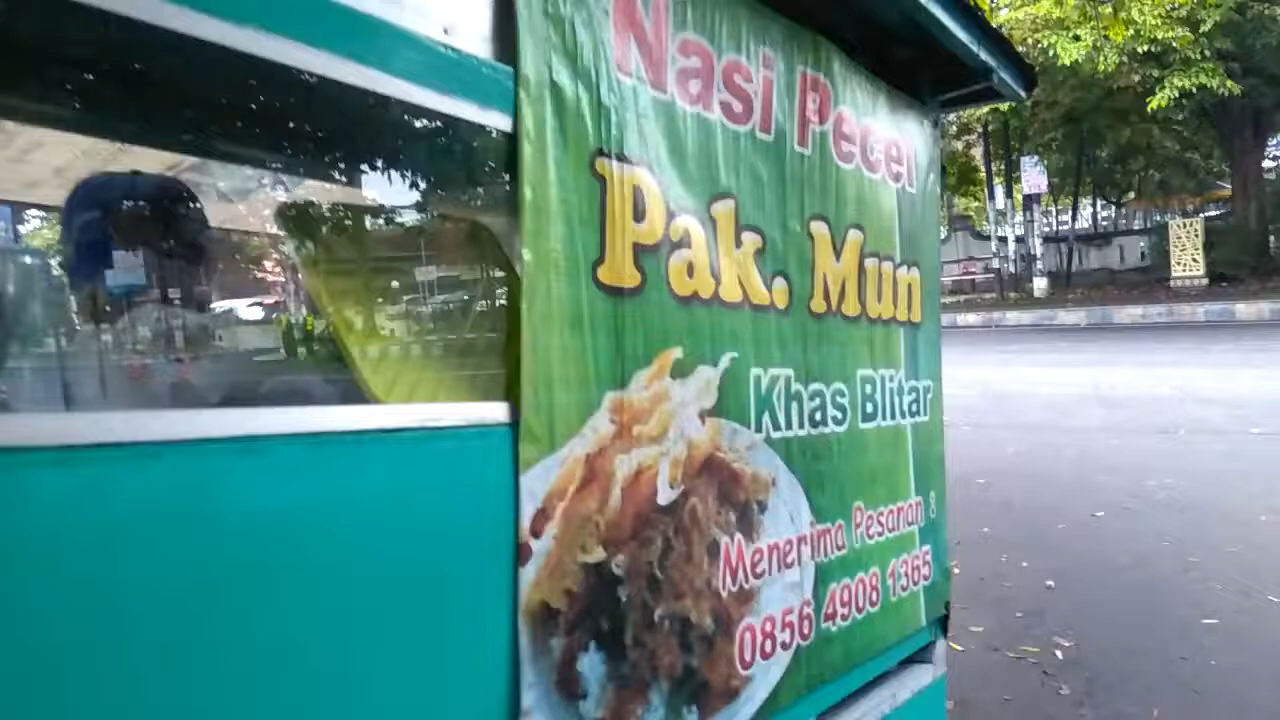 Nasi Pecel
Pak. Mun
Khas Blitar
Menerima Pesanan :
0856 4908 1365